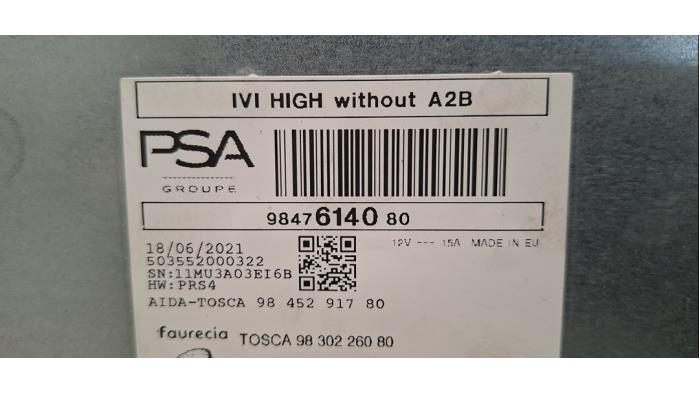 IVI HIGH without A2B
PSA
GROUPE
98476140 80
12V --- 15A MADE IN EU
18/06/2021
503552000322
SN:11MU3A03EI6B
HW:PRS4
AIDA-TOSCA 98 452 917 80
faurecia TOSCA 98 302 260 80